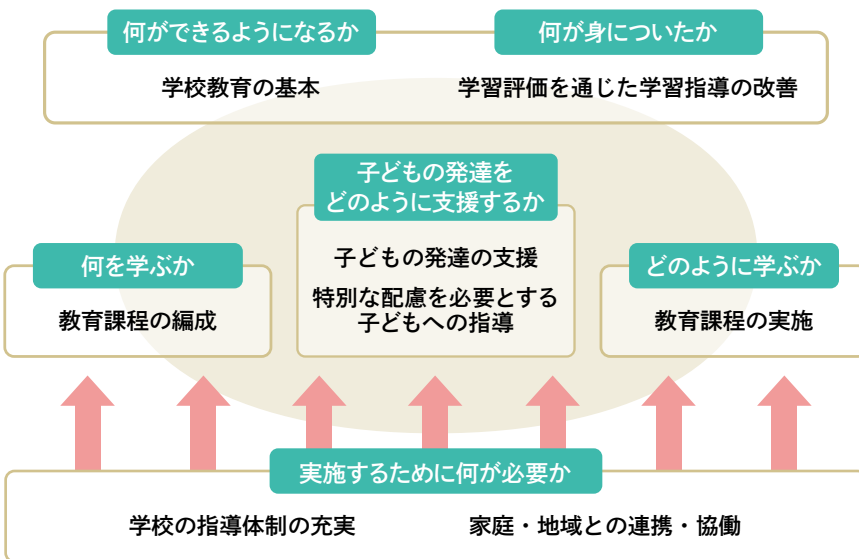 何ができるようになるか
何が身についたか
学校教育の基本
学習評価を通じた学習指導の改善
子どもの発達を
どのように支援するか
子どもの発達の支援
特別な配慮を必要とする
子どもへの指導
何を学ぶか
教育課程の編成
どのように学ぶか
教育課程の実施
実施するために何が必要か
学校の指導体制の充実
家庭・地域との連携・協働